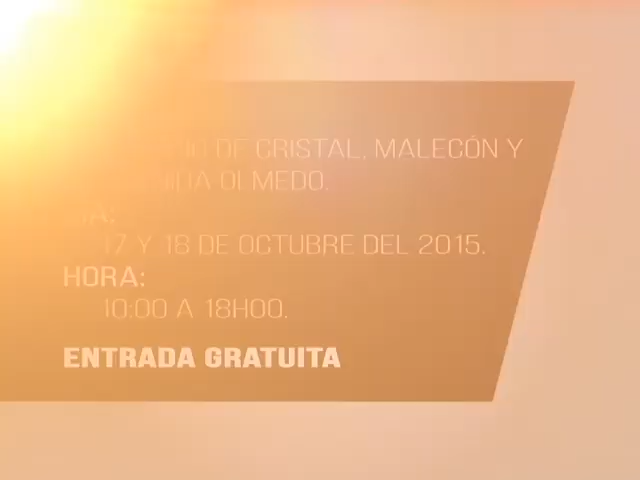 DE CRISTAL, MALECÓN Y
OLMEDO.
17 Y 18 DE OCTUBRE DEL 2015.
HORA:
10:00 A 18H00.
ENTRADA GRATUITA